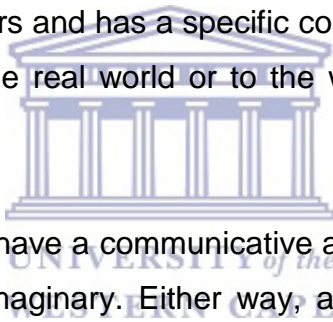 rs and has a specific co
e real world or to the w
have a communicative a
UNIVERSITY of the
maginary. Either way, a
WESTERN CAPE